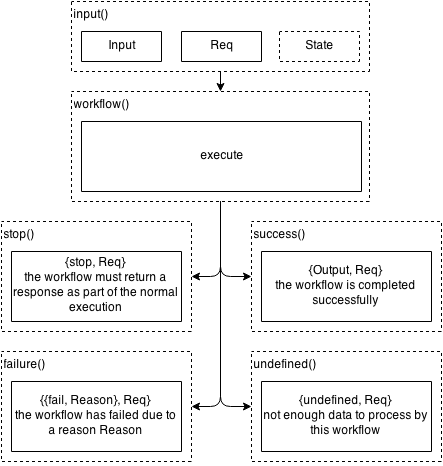 input()
Input
Req
State
workflow()
execute
stop()
{stop, Req}
the workflow must return a
response as part of the normal
execution
success()
{Output, Req}
the workflow is completed
successfully
failure()
{{fail, Reason}, Req}
the workflow has failed due to
a reason Reason
undefined()
{undefined, Req}
not enough data to process by
this workflow